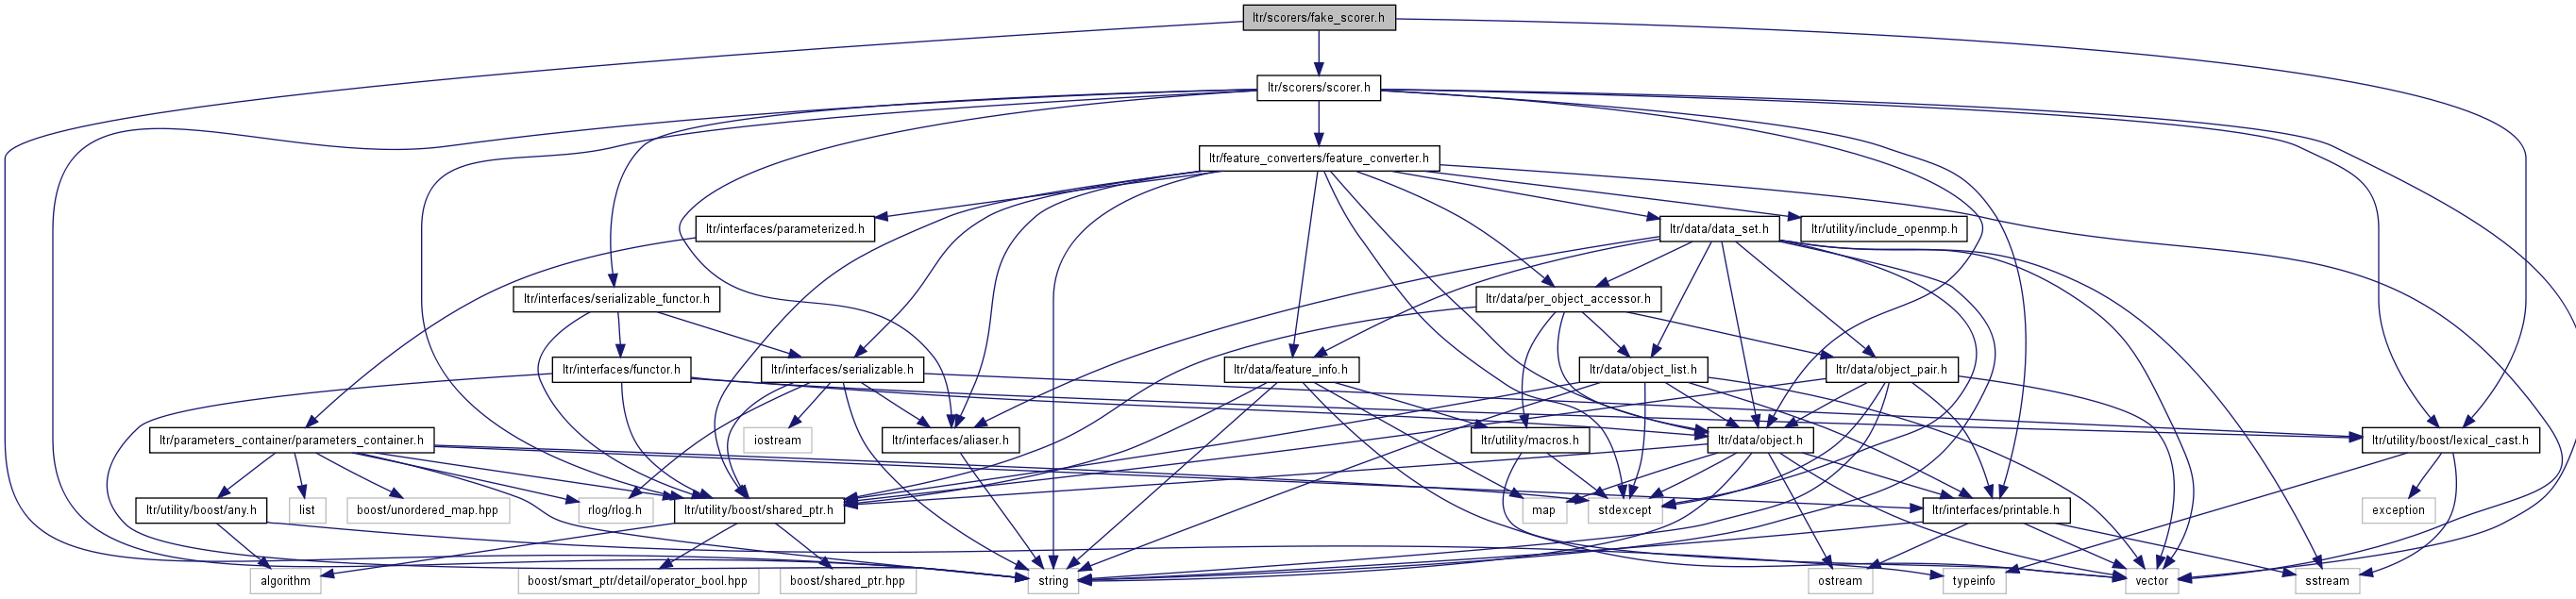 ltr/scorers/fake_scorer.h
ltr/scorers/scorer.h
ltr/feature_converters/feature_converter.h
ltr/interfaces/parameterized.h
ltr/data/data_set.h
ltr/utility/include_openmp.h
ltr/interfaces/serializable_functor.h
ltr/data/per_object_accessor.h
ltr/interfaces/functor.h
ltr/interfaces/serializable.h
ltr/data/feature_info.h
ltr/data/object_list.h
ltr/data/object_pair.h
ltr/parameters_container/parameters_container.h
iostream
ltr/interfaces/aliaser.h
ltr/utility/macros.h
ltr/data/object.h
ltr/utility/boost/lexical_cast.h
ltr/utility/boost/any.h
list
boost/unordered_map.hpp
rlog/rlog.h
ltr/utility/boost/shared_ptr.h
map
stdexcept
ltr/interfaces/printable.h
exception
algorithm
boost/smart_ptr/detail/operator_bool.hpp
boost/shared_ptr.hpp
string
ostream
typeinfo
vector
sstream